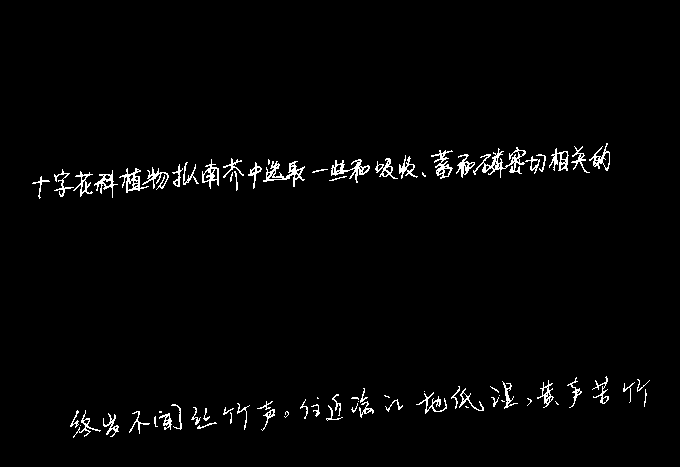 十字花科植物拟南芥中选取一些和吸收、蓄积磷密切相关的
终岁不闻丝竹声。住近湓江地低湿,黄芦苦竹